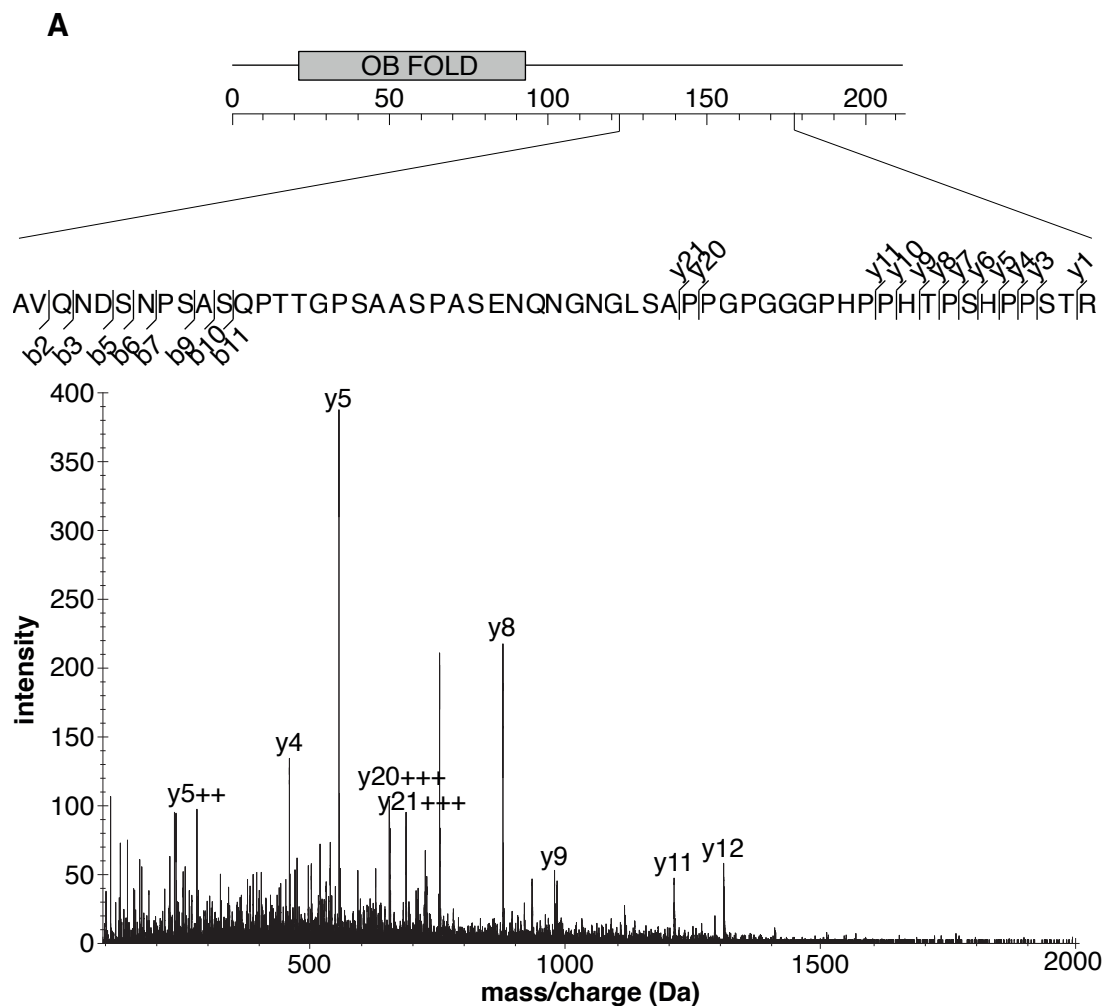 A
OB FOLD
0 50 100 150 200
y21 y20 y11 y10 y9 y8 y7 y6 y5 y4 y3 y1
AVQNDSNPSASQPTTGPSAASPASENQNGNGLSAPPGPGGGPHPPHTPSHPPSTR
b2 b3 b5 b6 b7 b9 b10 b11
400
350
300
250
200
150
100
50
0
intensity
y5
y8
y4
y20+++
y5++
y21+++
y9
y11
y12
500 1000 1500 2000
mass/charge (Da)